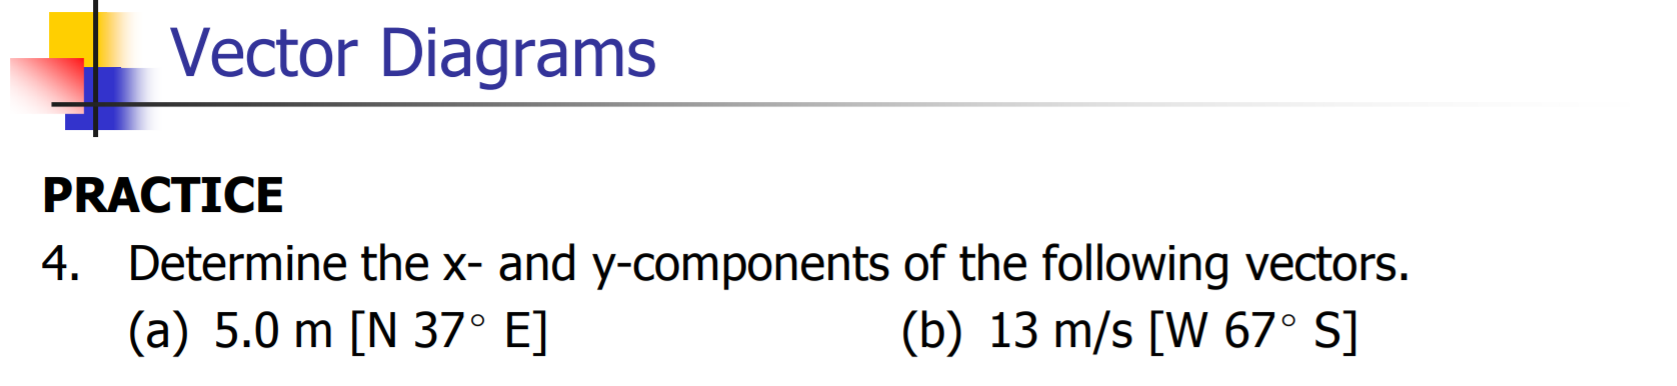 Vector Diagrams
PRACTICE
4. Determine the x- and y-components of the following vectors.
(a) 5.0 m [N 37° E] (b) 13 m/s [W 67° S]